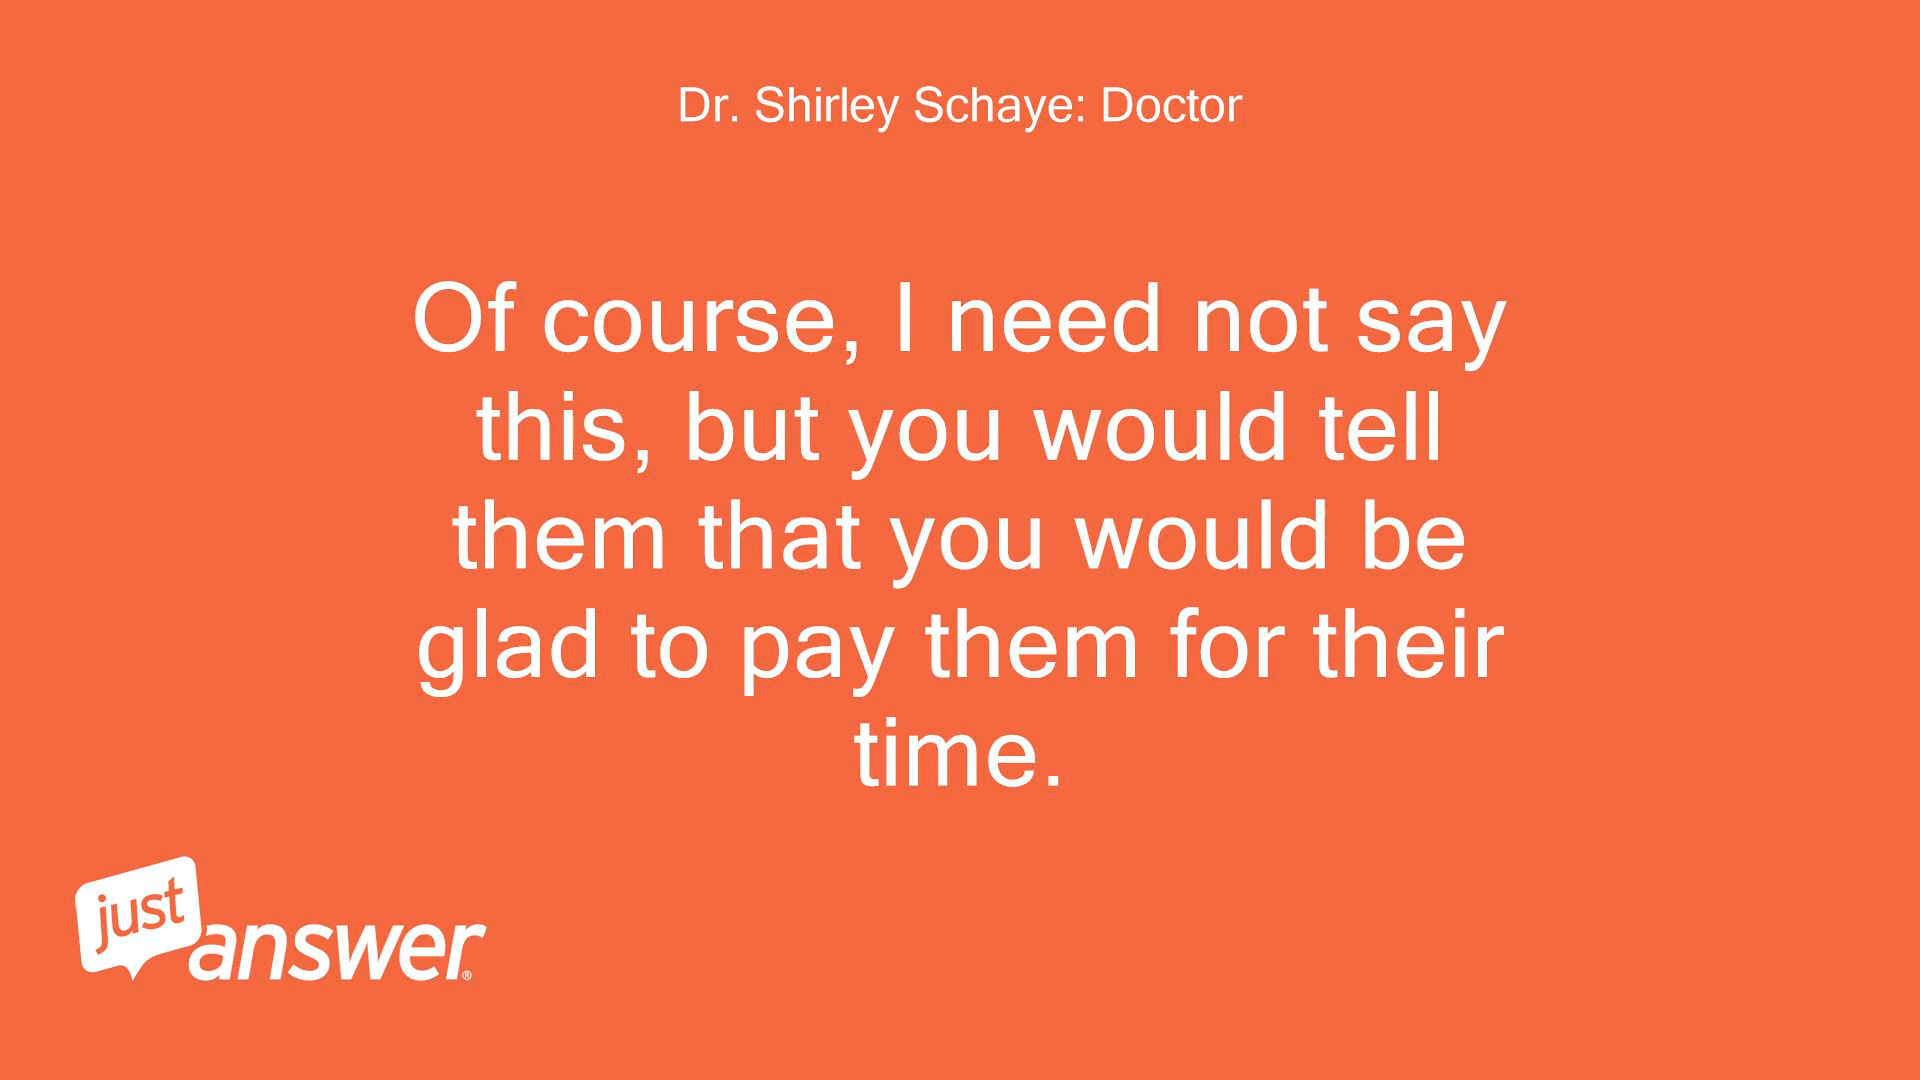 Dr. Shirley Schaye: Doctor
Of course, I need not say
this, but you would tell
them that you would be
glad to pay them for their
time.
just
answer®